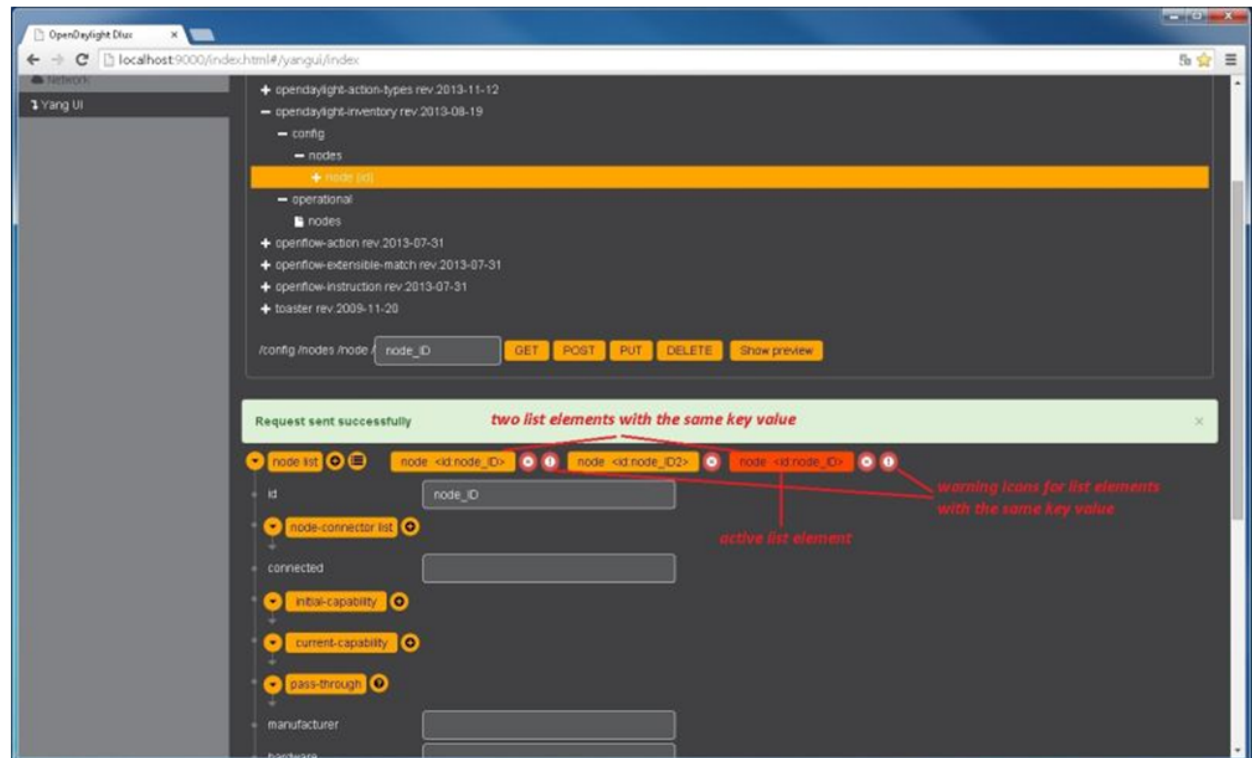 OpenDaylight Dlux
localhost:9000/index.html#/yangui/index
Network
Yang UI
opendaylight-action-types rev.2013-11-12
opendaylight-inventory rev.2013-08-19
config
nodes
node {id}
operational
nodes
openflow-action rev.2013-07-31
openflow-extensible-match rev.2013-07-31
openflow-instruction rev.2013-07-31
toaster rev.2009-11-20
/config /nodes /node / node_ID GET POST PUT DELETE Show preview
Request sent successfully two list elements with the same key value
node list node <id:node_ID> node <id:node_ID2> node <id:node_ID>
id node_ID
warning icons for list elements
with the same key value
node-connector list
active list element
connected
initial-capability
current-capability
pass-through
manufacturer
hardware